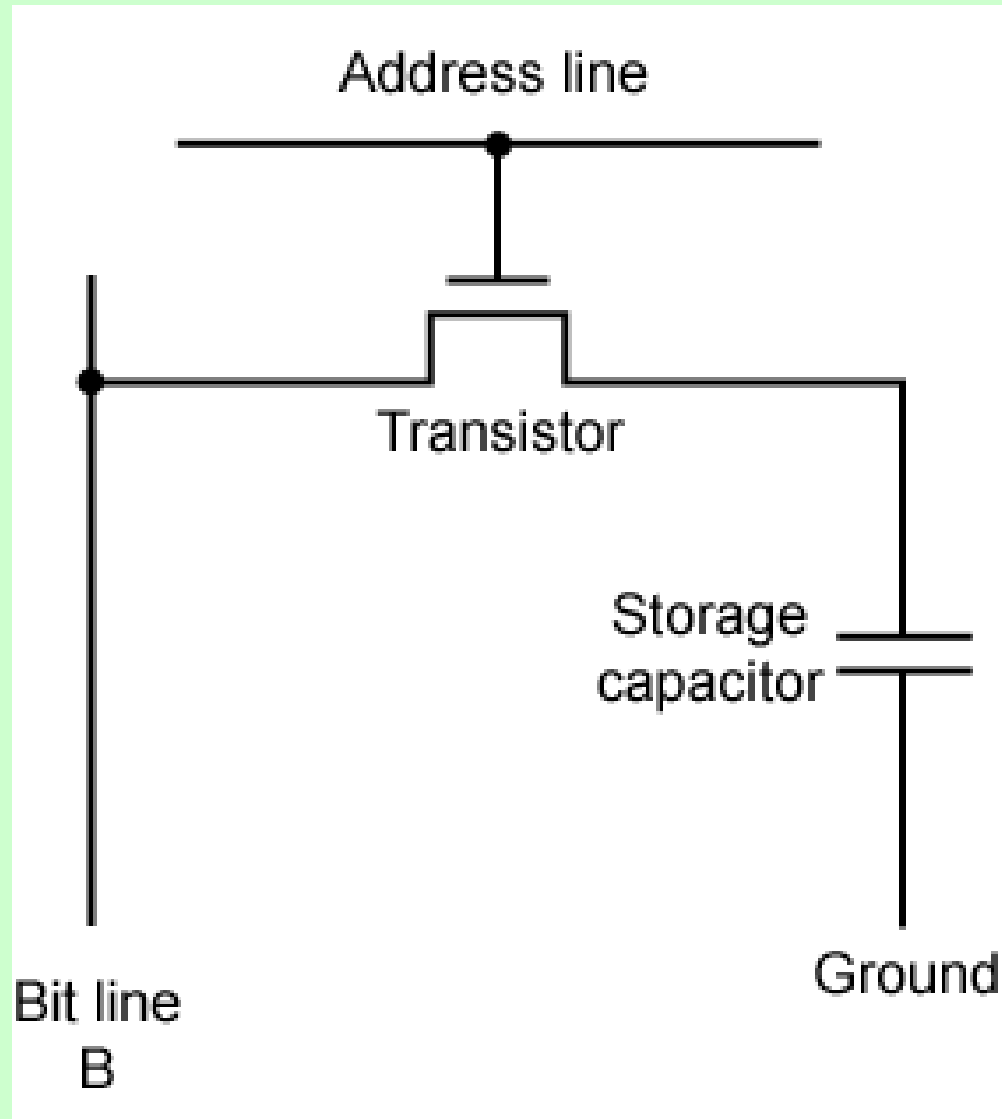 Address line
Transistor
Storage
capacitor
Ground
Bit line
B